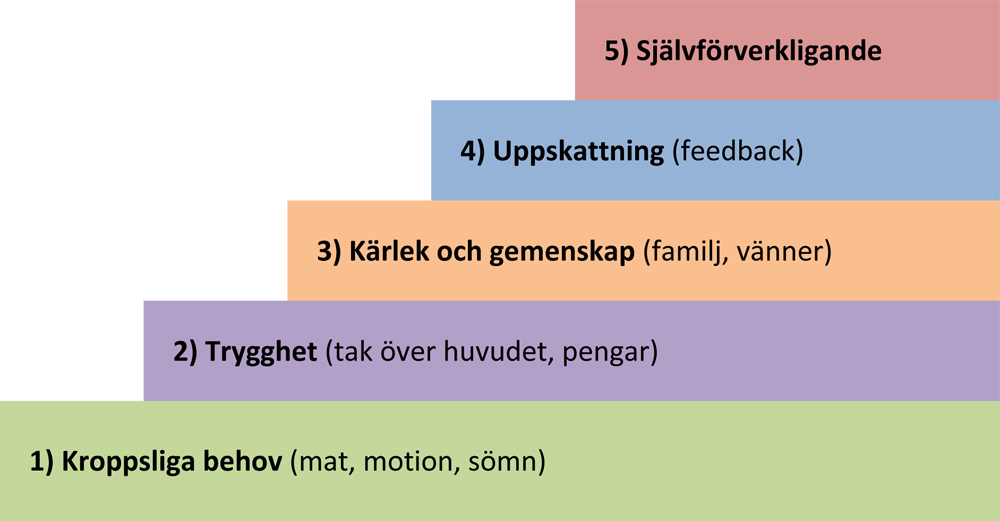 5) Självförverkligande
4) Uppskattning (feedback)
3) Kärlek och gemenskap (familj, vänner)
2) Trygghet (tak över huvudet, pengar)
1) Kroppsliga behov (mat, motion, sömn)